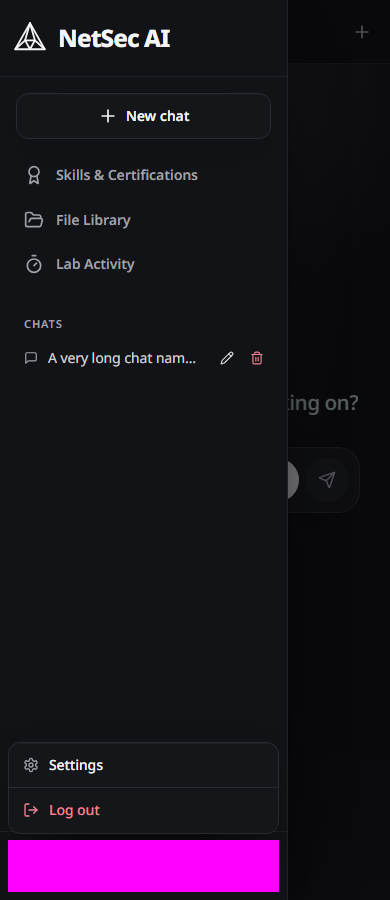 NetSec AI
New chat
Skills & Certifications
File Library
Lab Activity
CHATS
A very long chat nam...
king on?
Settings
Log out